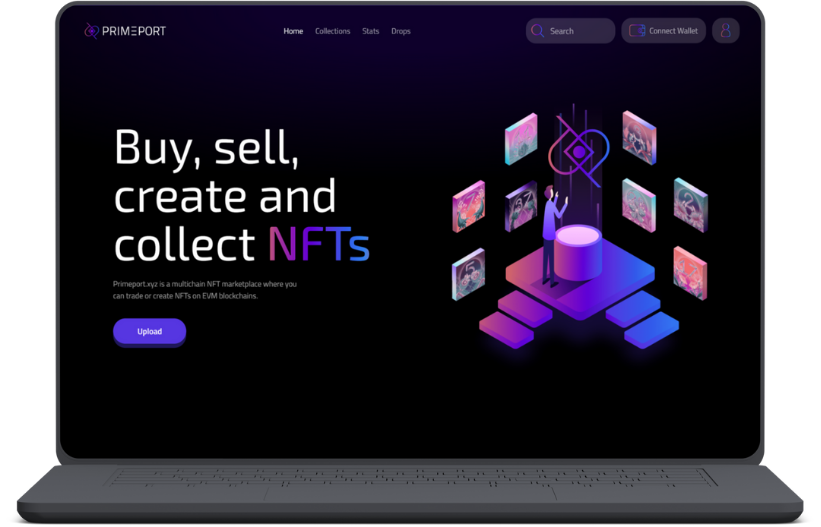 PRIMEPORT
Home
Collections
Stats
Drops
Search
Connect Wallet
Buy, sell,
create and
collect NFTs
Primeport.xyz is a multichain NFT marketplace where you
can trade or create NFTs on EVM blockchains.
Upload